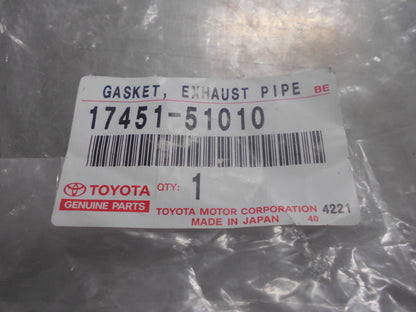 GASKET, EXHAUST PIPE BE
17451-51010
TOYOTA QTY: 1
GENUINE PARTS
TOYOTA MOTOR CORPORATION 4221
MADE IN JAPAN 40